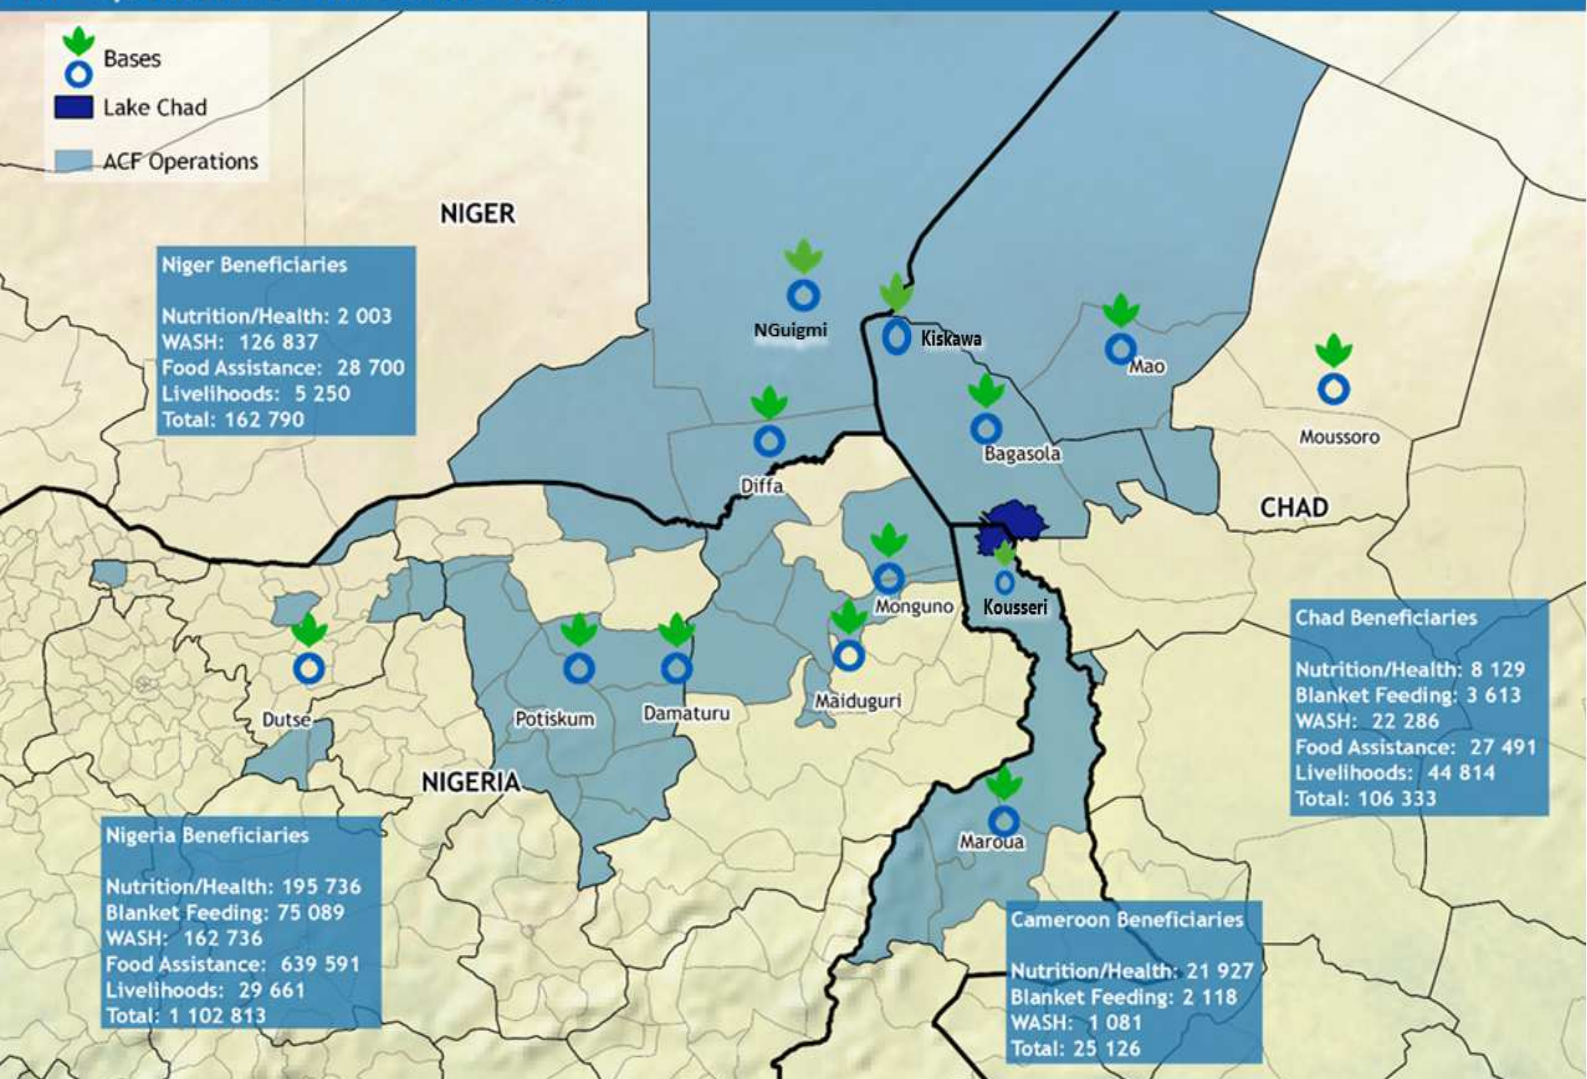 Bases
Lake Chad
ACF Operations
NIGER
Niger Beneficiaries
Nutrition/Health: 2 003
WASH: 126 837
Food Assistance: 28 700
Livelihoods: 5 250
Total: 162 790
NGuigmi
Kiskawa
Mao
Moussoro
Bagasola
Diffa
CHAD
Monguno
Kousseri
Chad Beneficiaries
Nutrition/Health: 8 129
Blanket Feeding: 3 613
WASH: 22 286
Food Assistance: 27 491
Livelihoods: 44 814
Total: 106 333
Dutse
Potiskum
Damaturu
Maiduguri
NIGERIA
Maroua
Nigeria Beneficiaries
Nutrition/Health: 195 736
Blanket Feeding: 75 089
WASH: 162 736
Food Assistance: 639 591
Livelihoods: 29 661
Total: 1 102 813
Cameroon Beneficiaries
Nutrition/Health: 21 927
Blanket Feeding: 2 118
WASH: 1 081
Total: 25 126